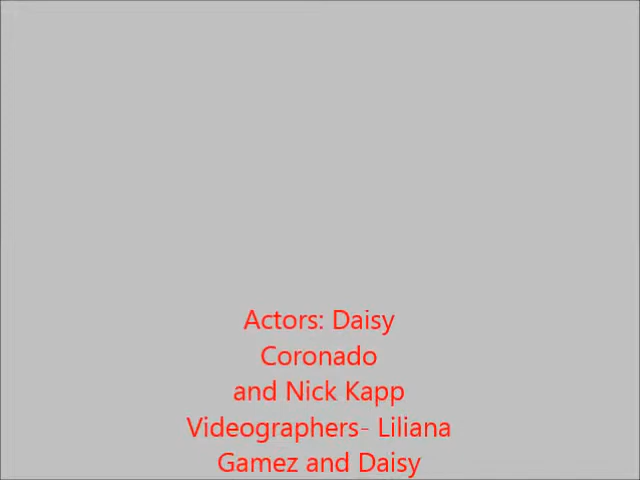 Actors: Daisy
Coronado
and Nick Kapp
Videographers- Liliana
Gamez and Daisy